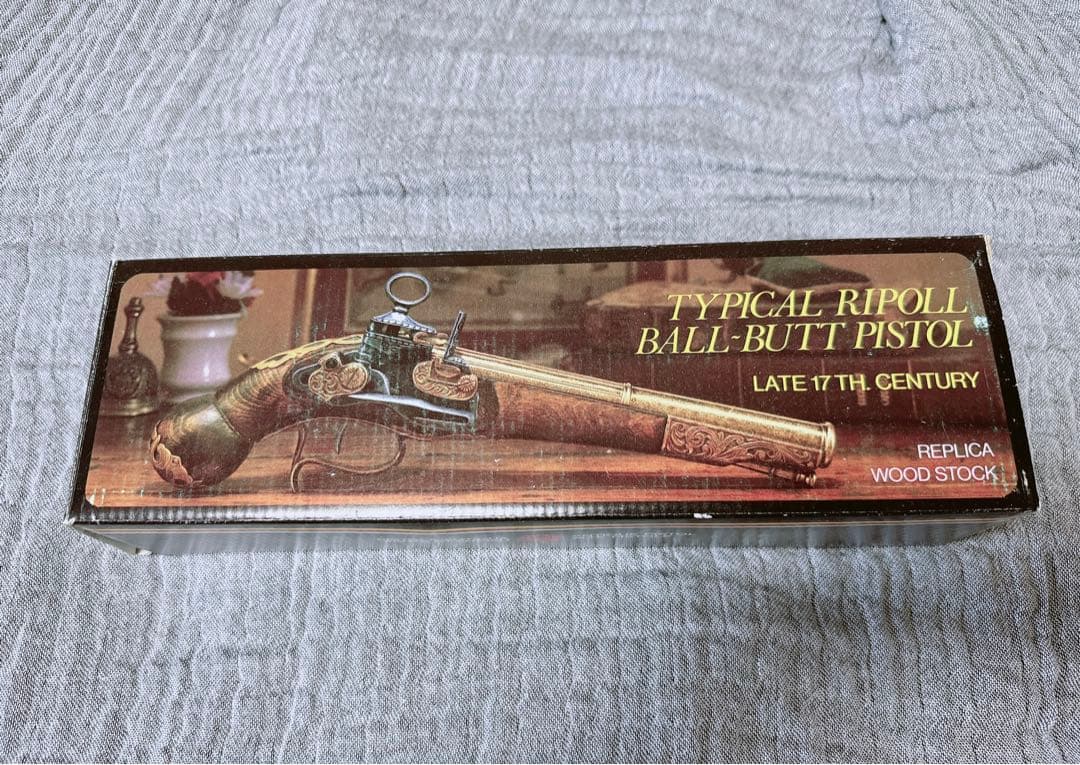 TYPICAL RIPOLL
BALL-BUTT PISTOL
LATE 17 TH. CENTURY
REPLICA
WOOD STOCK